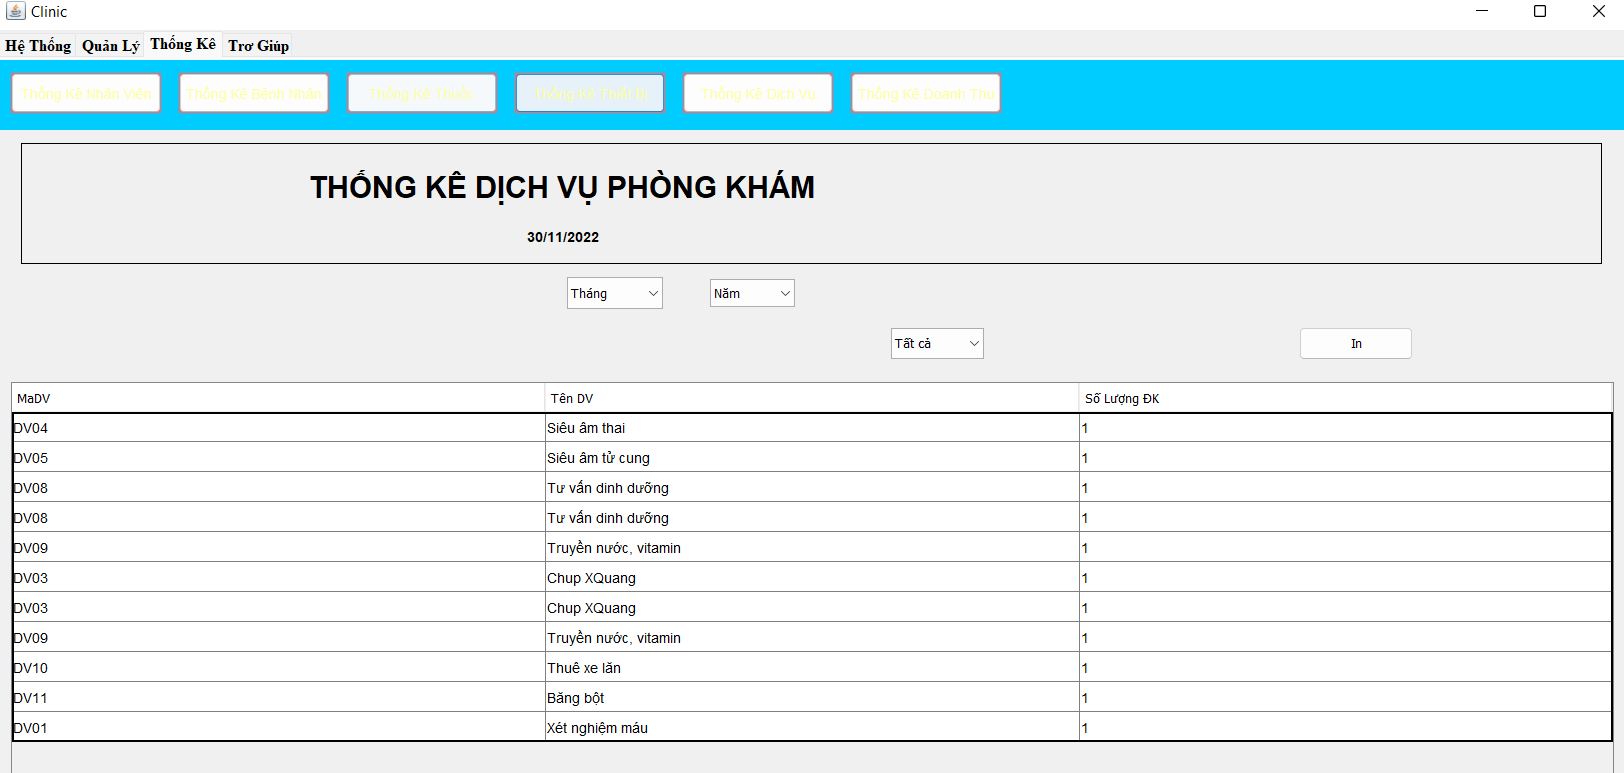 Clinic
Hệ Thống Quản Lý Thống Kê Trơ Giúp
Thống Kê Nhân Viên Thống Kê Bệnh Nhân Thống Kê Thuốc Thống Kê Thiết bị Thống Kê Dịch Vụ Thống Kê Doanh Thu
THỐNG KÊ DỊCH VỤ PHÒNG KHÁM
30/11/2022
Tháng Năm
Tất cả In
MaDV Tên DV Số Lượng ĐK
DV04 Siêu âm thai 1
DV05 Siêu âm tử cung 1
DV08 Tư vấn dinh dưỡng 1
DV08 Tư vấn dinh dưỡng 1
DV09 Truyền nước, vitamin 1
DV03 Chup XQuang 1
DV03 Chup XQuang 1
DV09 Truyền nước, vitamin 1
DV10 Thuê xe lăn 1
DV11 Băng bột 1
DV01 Xét nghiệm máu 1